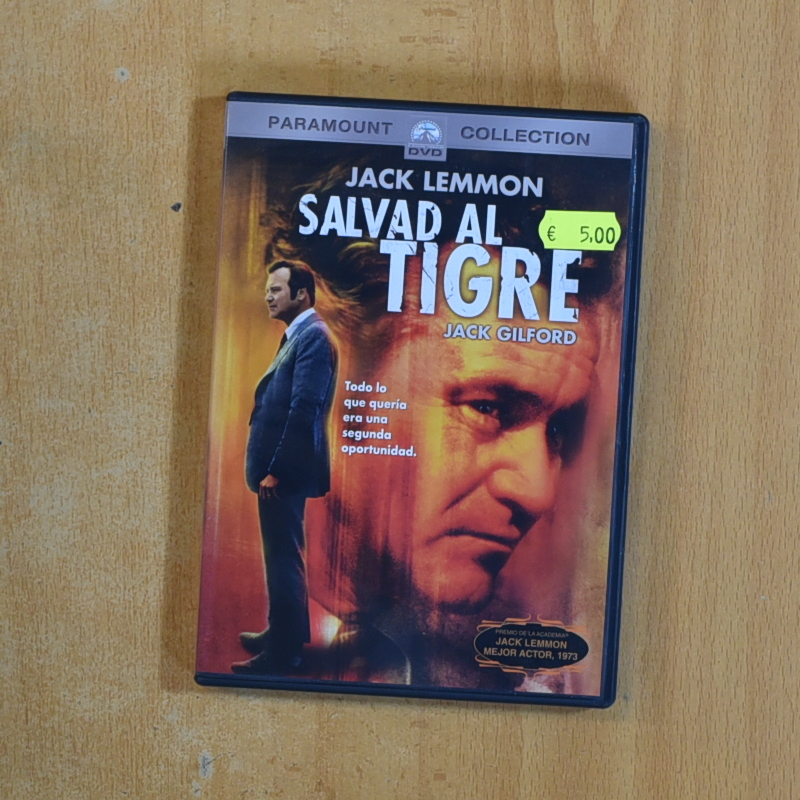 PARAMOUNT DVD COLLECTION
JACK LEMMON
SALVAD AL
€ 5,00
TIGRE
JACK GILFORD
Todo lo
que quería
era una
segunda
oportunidad.
PREMIO DE LA ACADEMIA®
JACK LEMMON
MEJOR ACTOR, 1973